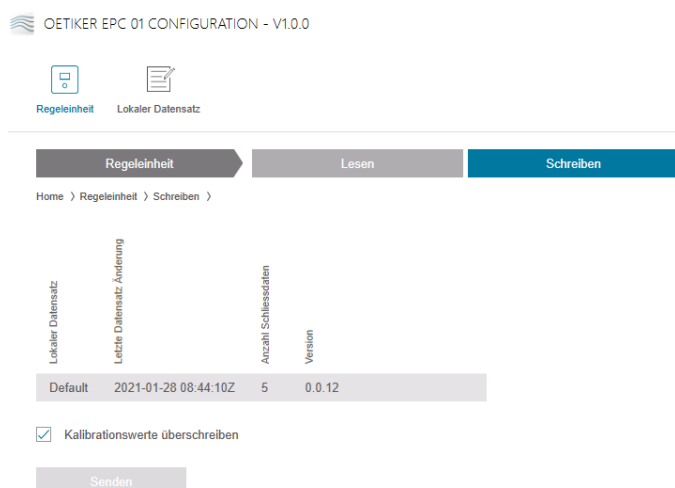 OETIKER EPC 01 CONFIGURATION - V1.0.0
Regeleinheit Lokaler Datensatz
Regeleinheit Lesen Schreiben
Home > Regeleinheit > Schreiben >
Lokaler Datensatz
Letzte Datensatz Änderung
Anzahl Schliessdaten
Version
Default 2021-01-28 08:44:10Z 5 0.0.12
Kalibrationswerte überschreiben
Senden